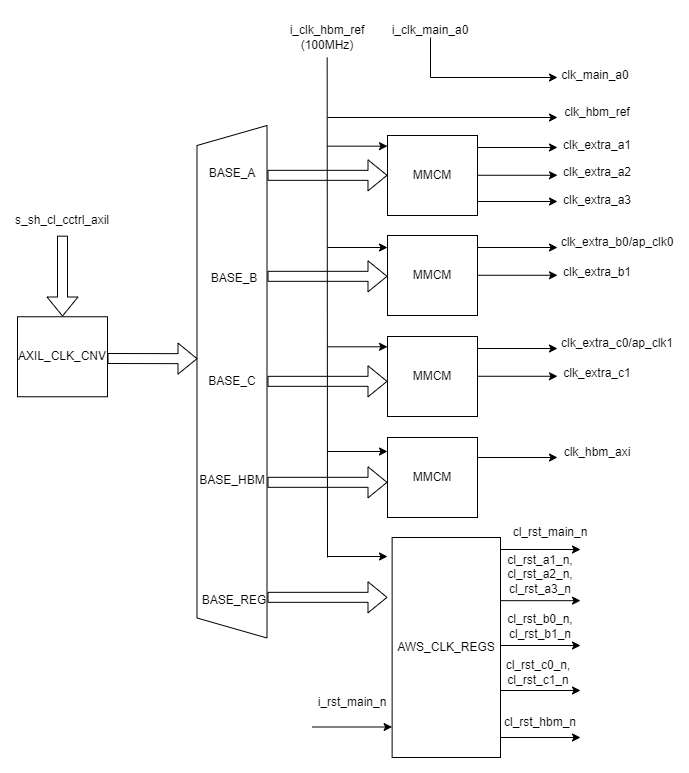 i_clk_hbm_ref
(100MHz)
i_clk_main_a0
clk_main_a0
clk_hbm_ref
BASE_A
MMCM
clk_extra_a1
clk_extra_a2
clk_extra_a3
s_sh_cl_cctrl_axil
BASE_B
MMCM
clk_extra_b0/ap_clk0
clk_extra_b1
AXIL_CLK_CNV
BASE_C
MMCM
clk_extra_c0/ap_clk1
clk_extra_c1
BASE_HBM
MMCM
clk_hbm_axi
BASE_REG
AWS_CLK_REGS
cl_rst_main_n
cl_rst_a1_n,
cl_rst_a2_n,
cl_rst_a3_n
cl_rst_b0_n,
cl_rst_b1_n
cl_rst_c0_n,
cl_rst_c1_n
i_rst_main_n
cl_rst_hbm_n